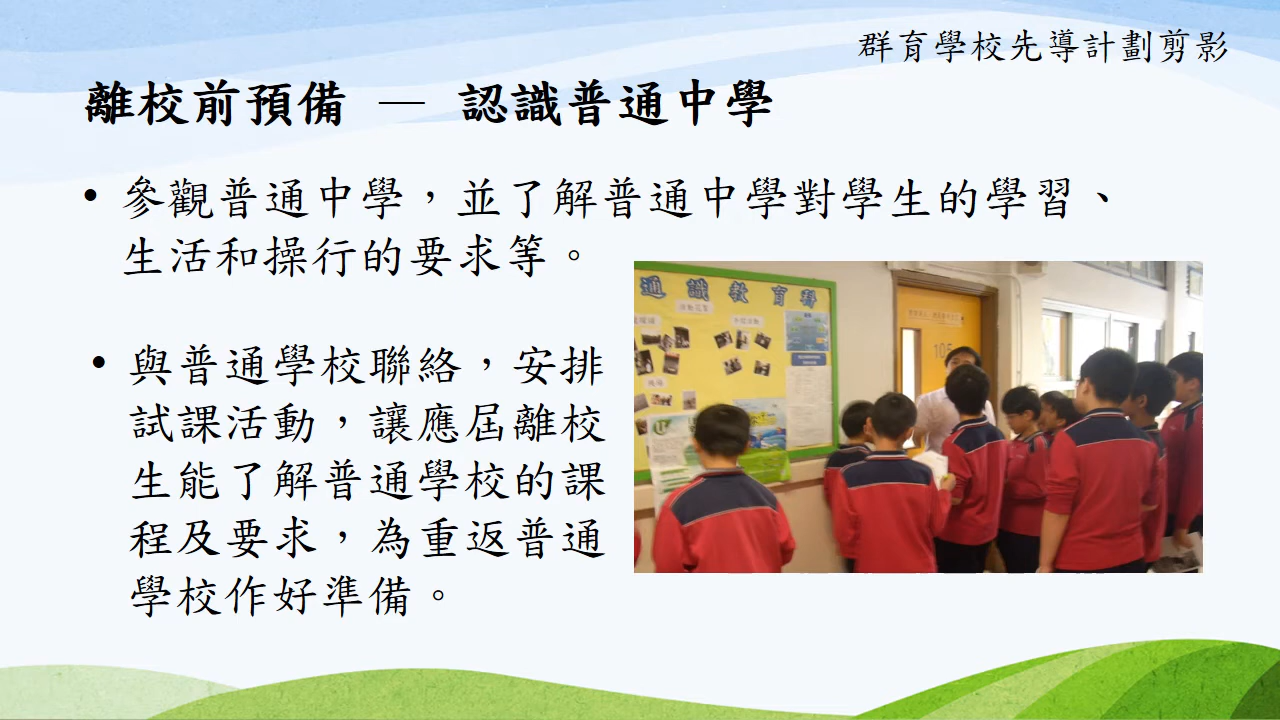 群育學校先導計劃剪影
離校前預備 — 認識普通中學
• 參觀普通中學，並了解普通中學對學生的學習、
生活和操行的要求等。
• 與普通學校聯絡，安排
試課活動，讓應屆離校
生能了解普通學校的課
程及要求，為重返普通
學校作好準備。
通識教育科
105